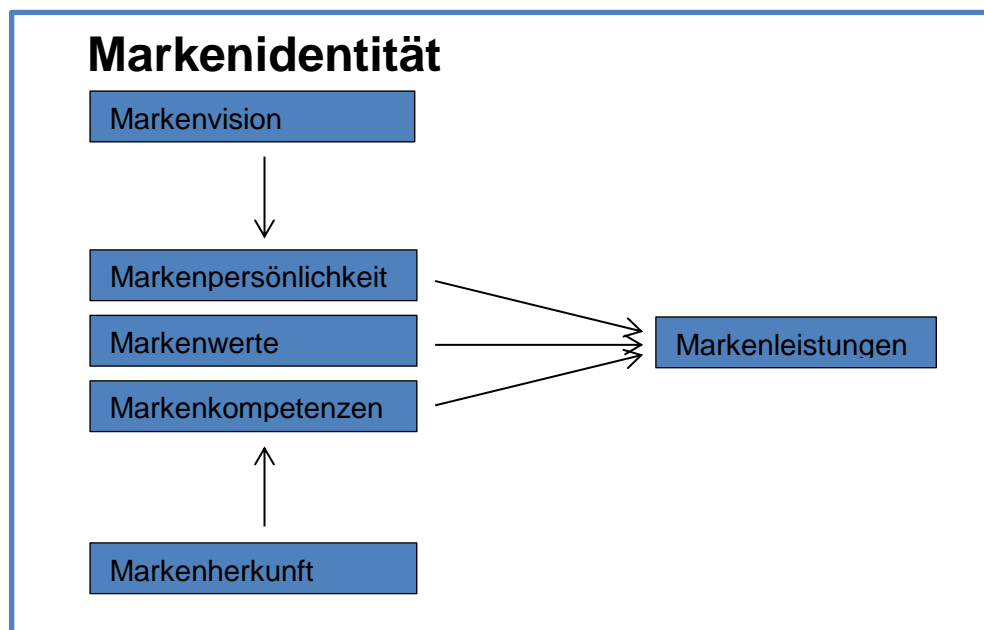 Markenidentität
Markenvision
Markenpersönlichkeit
Markenwerte
Markenleistungen
Markenkompetenzen
Markenherkunft